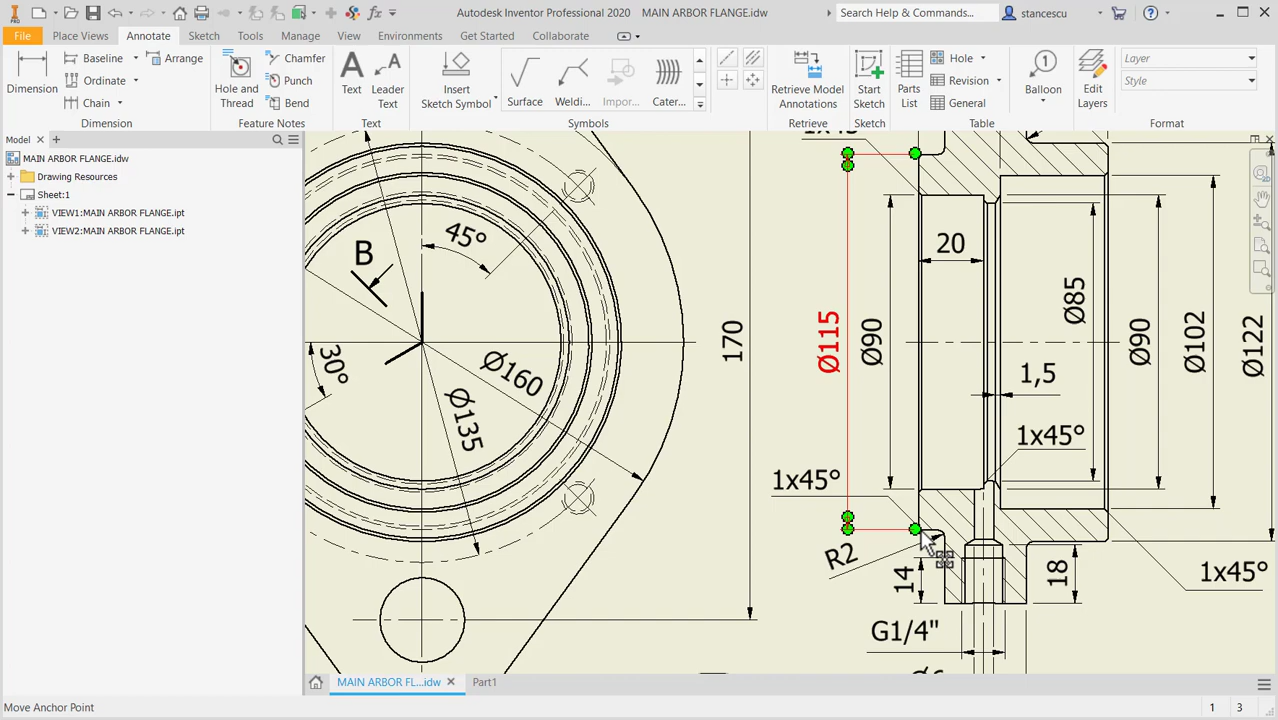 PRO
Autodesk Inventor Professional 2020 MAIN ARBOR FLANGE.idw
Search Help & Commands...
stancescu
File Place Views Annotate Sketch Tools Manage View Environments Get Started Collaborate
Dimension
Baseline
Ordinate
Chain
Arrange
Dimension
Hole and
Thread
Chamfer
Punch
Bend
Feature Notes
Text
Leader
Text
Text
Insert
Sketch Symbol
Surface
Weldi...
Impor...
Cater...
Symbols
Retrieve Model
Annotations
Retrieve
Start
Sketch
Sketch
Parts
List
Hole
Revision
General
Table
Balloon
Edit
Layers
Layer
Style
Format
Model
MAIN ARBOR FLANGE.idw
Drawing Resources
Sheet:1
VIEW1:MAIN ARBOR FLANGE.ipt
VIEW2:MAIN ARBOR FLANGE.ipt
45°
B
30°
Ø160
Ø135
170
Ø115
Ø90
20
Ø85
Ø90
Ø102
Ø122
1,5
1x45°
1x45°
R2
14
18
1x45°
G1/4"
MAIN ARBOR FL...idw
Part1
Move Anchor Point
1 3